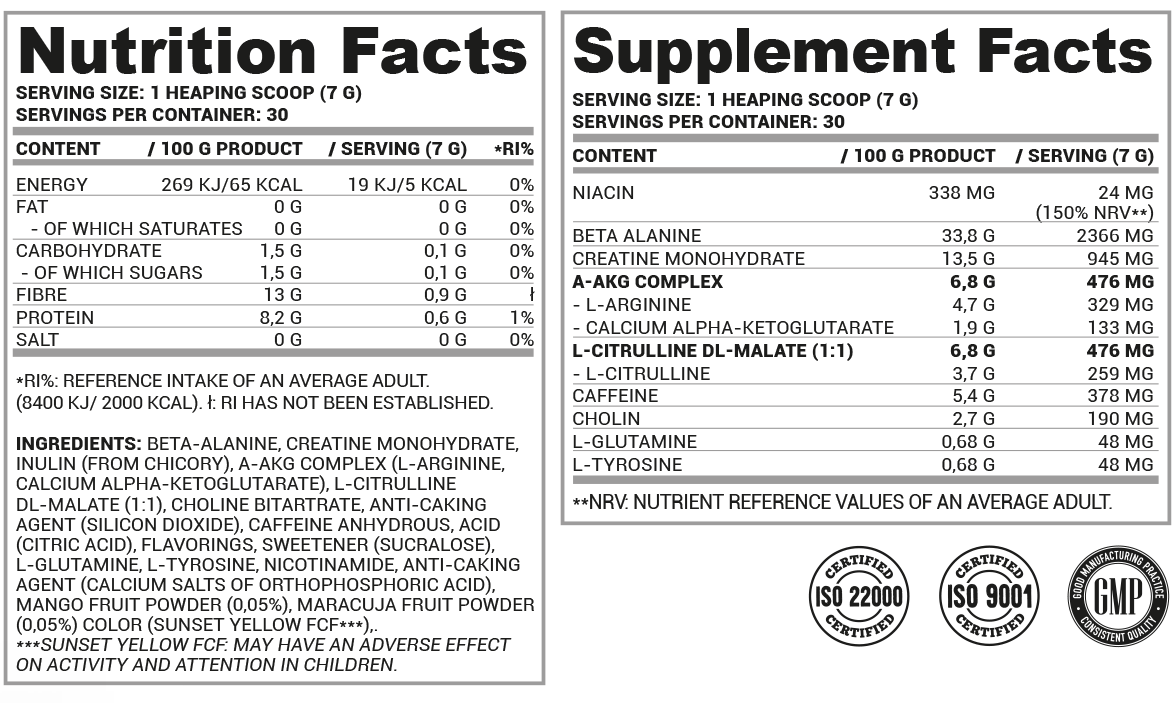 Nutrition Facts
SERVING SIZE: 1 HEAPING SCOOP (7 G)
SERVINGS PER CONTAINER: 30
CONTENT / 100 G PRODUCT / SERVING (7 G) *RI%
ENERGY 269 KJ/65 KCAL 19 KJ/5 KCAL 0%
FAT 0 G 0 G 0%
- OF WHICH SATURATES 0 G 0 G 0%
CARBOHYDRATE 1,5 G 0,1 G 0%
- OF WHICH SUGARS 1,5 G 0,1 G 0%
FIBRE 13 G 0,9 G ƚ
PROTEIN 8,2 G 0,6 G 1%
SALT 0 G 0 G 0%
*RI%: REFERENCE INTAKE OF AN AVERAGE ADULT.
(8400 KJ/ 2000 KCAL). ƚ: RI HAS NOT BEEN ESTABLISHED.
INGREDIENTS: BETA-ALANINE, CREATINE MONOHYDRATE,
INULIN (FROM CHICORY), A-AKG COMPLEX (L-ARGININE,
CALCIUM ALPHA-KETOGLUTARATE), L-CITRULLINE
DL-MALATE (1:1), CHOLINE BITARTRATE, ANTI-CAKING
AGENT (SILICON DIOXIDE), CAFFEINE ANHYDROUS, ACID
(CITRIC ACID), FLAVORINGS, SWEETENER (SUCRALOSE),
L-GLUTAMINE, L-TYROSINE, NICOTINAMIDE, ANTI-CAKING
AGENT (CALCIUM SALTS OF ORTHOPHOSPHORIC ACID),
MANGO FRUIT POWDER (0,05%), MARACUJA FRUIT POWDER
(0,05%) COLOR (SUNSET YELLOW FCF***),.
***SUNSET YELLOW FCF: MAY HAVE AN ADVERSE EFFECT
ON ACTIVITY AND ATTENTION IN CHILDREN.
Supplement Facts
SERVING SIZE: 1 HEAPING SCOOP (7 G)
SERVINGS PER CONTAINER: 30
CONTENT / 100 G PRODUCT / SERVING (7 G)
NIACIN 338 MG 24 MG
(150% NRV**)
BETA ALANINE 33,8 G 2366 MG
CREATINE MONOHYDRATE 13,5 G 945 MG
A-AKG COMPLEX 6,8 G 476 MG
- L-ARGININE 4,7 G 329 MG
- CALCIUM ALPHA-KETOGLUTARATE 1,9 G 133 MG
L-CITRULLINE DL-MALATE (1:1) 6,8 G 476 MG
- L-CITRULLINE 3,7 G 259 MG
CAFFEINE 5,4 G 378 MG
CHOLIN 2,7 G 190 MG
L-GLUTAMINE 0,68 G 48 MG
L-TYROSINE 0,68 G 48 MG
**NRV: NUTRIENT REFERENCE VALUES OF AN AVERAGE ADULT.
CERTIFIED
ISO 22000
CERTIFIED
CERTIFIED
ISO 9001
CERTIFIED
GOOD MANUFACTURING PRACTICE
GMP
CONSISTENT QUALITY